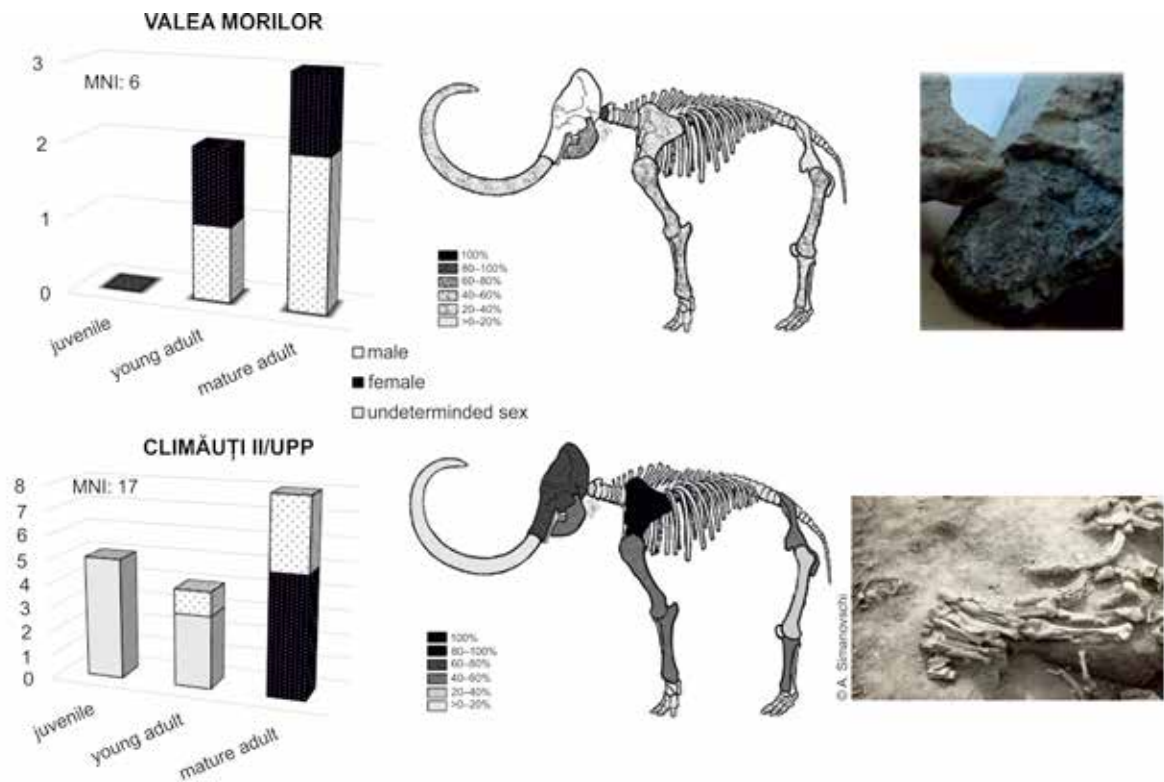 VALEA MORILOR
3
MNI: 6
2
1
0
juvenile
young adult
mature adult
100%
80–100%
60–80%
40–60%
20–40%
>0–20%
male
female
undeterminded sex
CLIMĂUȚI II/UPP
8
MNI: 17
7
6
5
4
3
2
1
0
juvenile
young adult
mature adult
100%
80–100%
60–80%
40–60%
20–40%
>0–20%
© A. Simanovschi